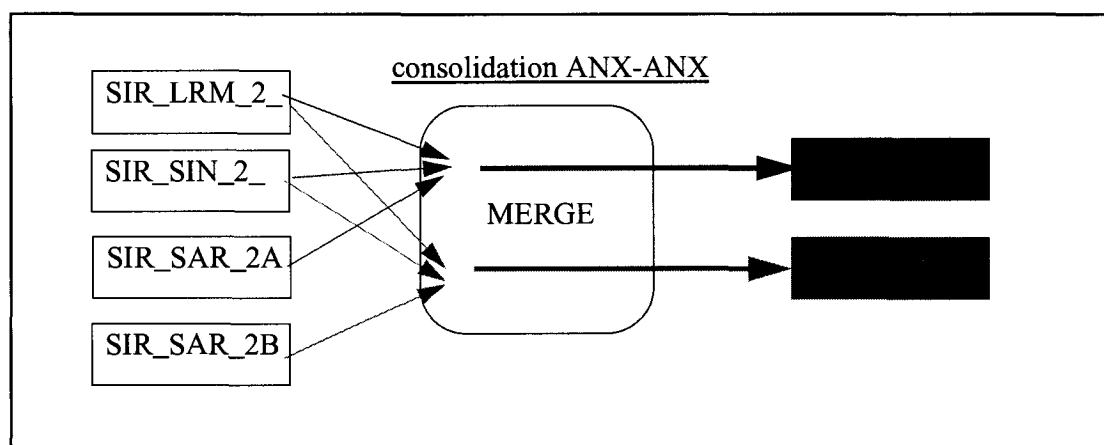 consolidation ANX-ANX
SIR_LRM_2_
SIR_SIN_2_
MERGE
SIR_SAR_2A
SIR_SAR_2B